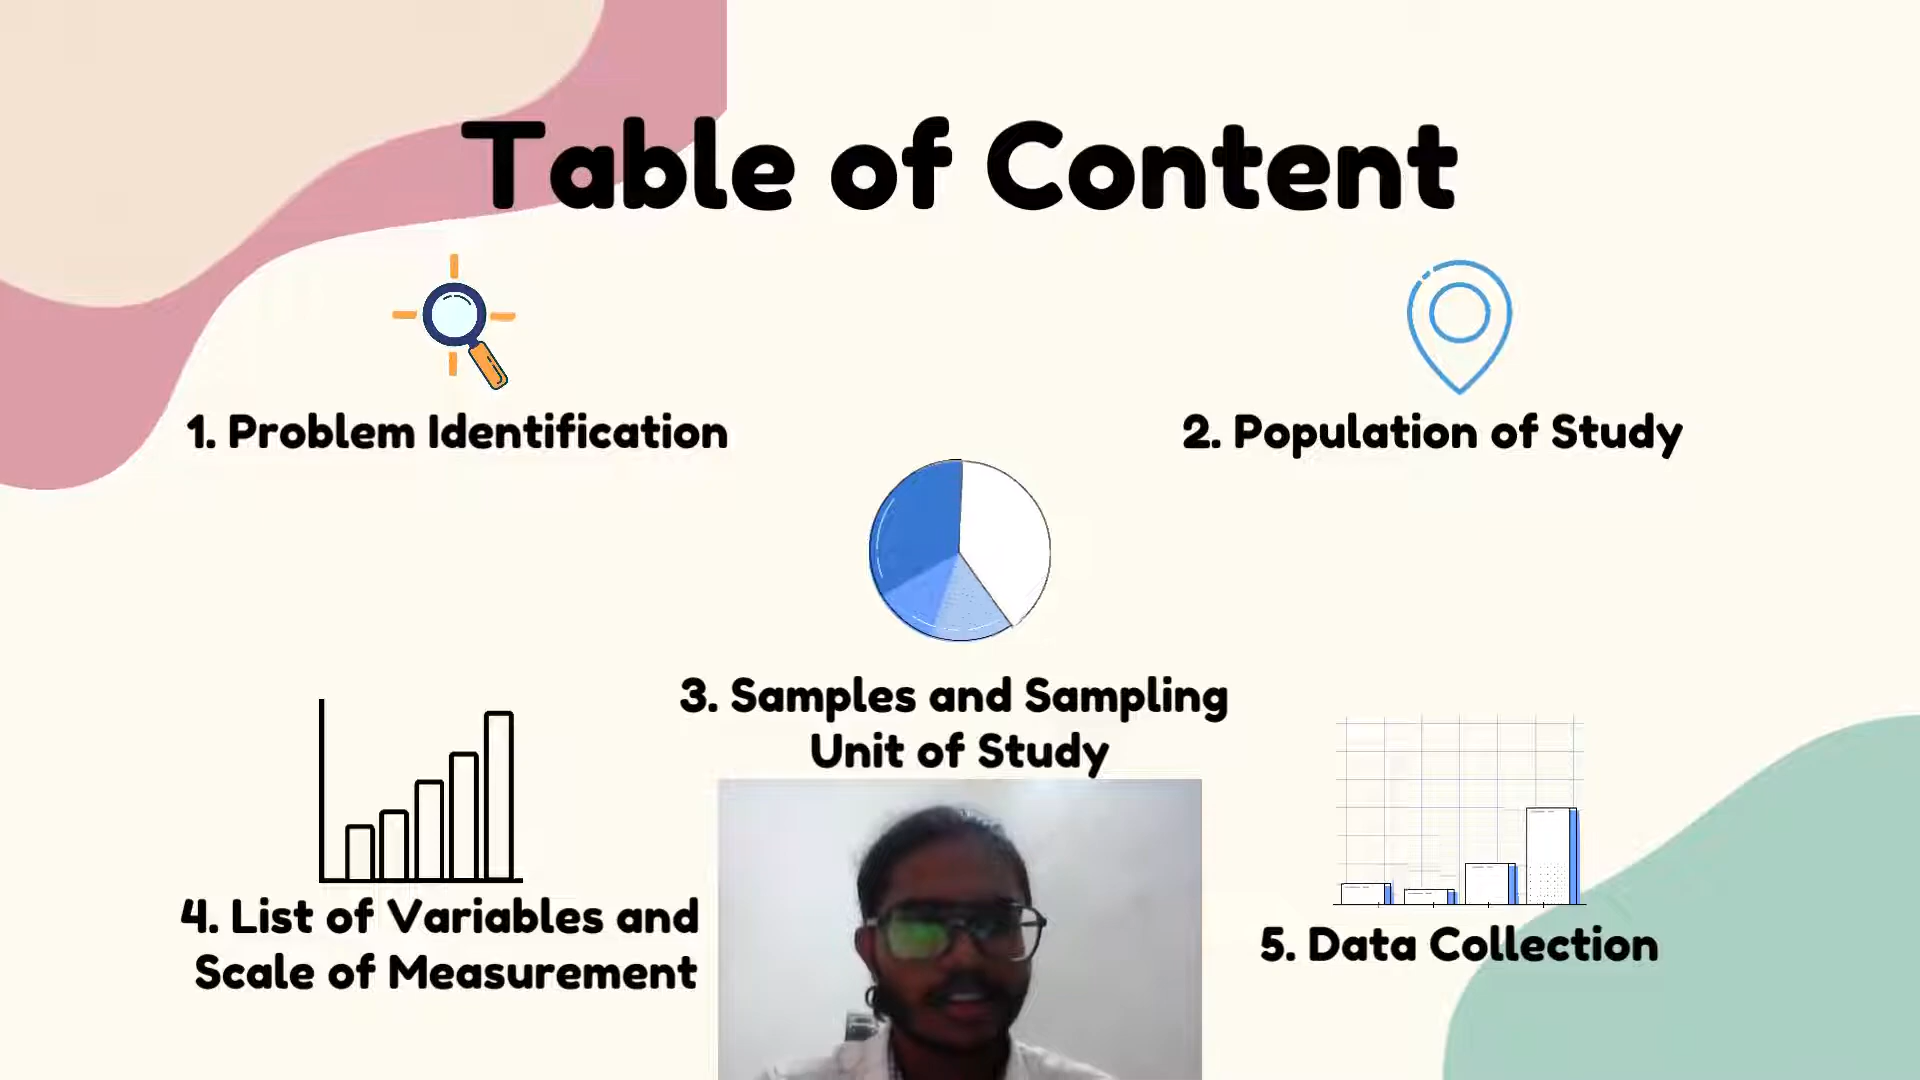 Table of Content
1. Problem Identification
2. Population of Study
3. Samples and Sampling
Unit of Study
4. List of Variables and
Scale of Measurement
5. Data Collection